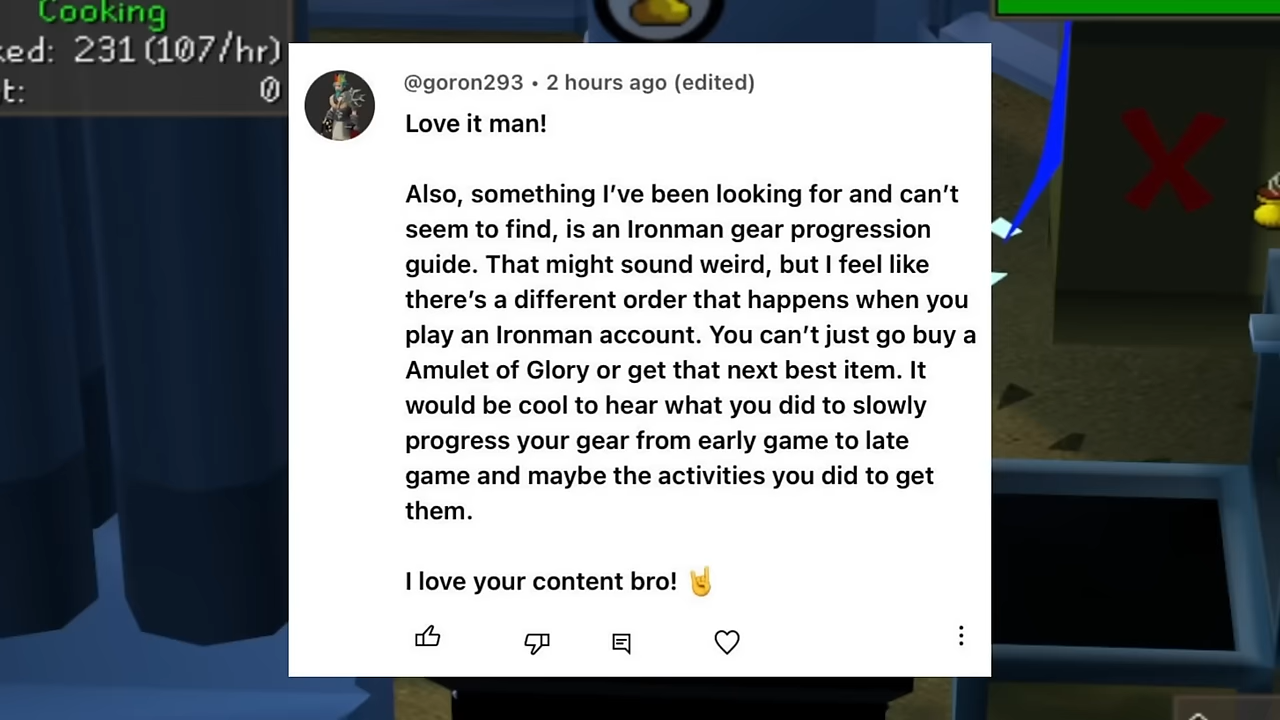 Cooking
ked: 231 (107/hr)
t: 0
@goron293 • 2 hours ago (edited)
Love it man!
Also, something I’ve been looking for and can’t
seem to find, is an Ironman gear progression
guide. That might sound weird, but I feel like
there’s a different order that happens when you
play an Ironman account. You can’t just go buy a
Amulet of Glory or get that next best item. It
would be cool to hear what you did to slowly
progress your gear from early game to late
game and maybe the activities you did to get
them.
I love your content bro! 🤘